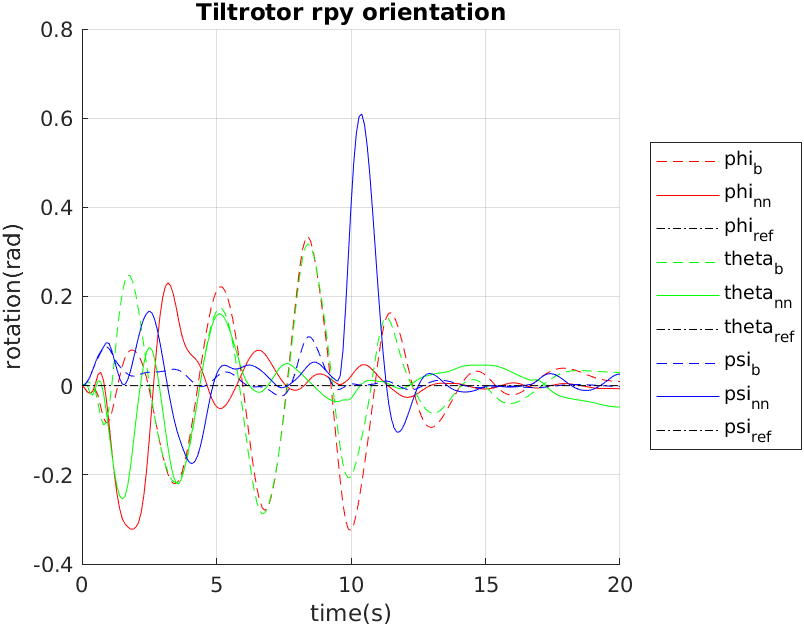 Tiltrotor rpy orientation
0.8
0.6
0.4
0.2
0
-0.2
-0.4
rotation(rad)
0 5 10 15 20
time(s)
phi_b
phi_nn
phi_ref
theta_b
theta_nn
theta_ref
psi_b
psi_nn
psi_ref